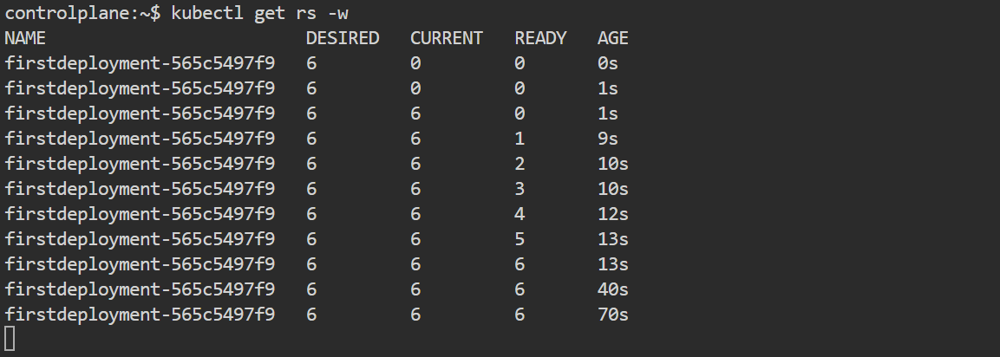 controlplane:~$ kubectl get rs -w
NAME DESIRED CURRENT READY AGE
firstdeployment-565c5497f9 6 0 0 0s
firstdeployment-565c5497f9 6 0 0 1s
firstdeployment-565c5497f9 6 6 0 1s
firstdeployment-565c5497f9 6 6 1 9s
firstdeployment-565c5497f9 6 6 2 10s
firstdeployment-565c5497f9 6 6 3 10s
firstdeployment-565c5497f9 6 6 4 12s
firstdeployment-565c5497f9 6 6 5 13s
firstdeployment-565c5497f9 6 6 6 13s
firstdeployment-565c5497f9 6 6 6 40s
firstdeployment-565c5497f9 6 6 6 70s